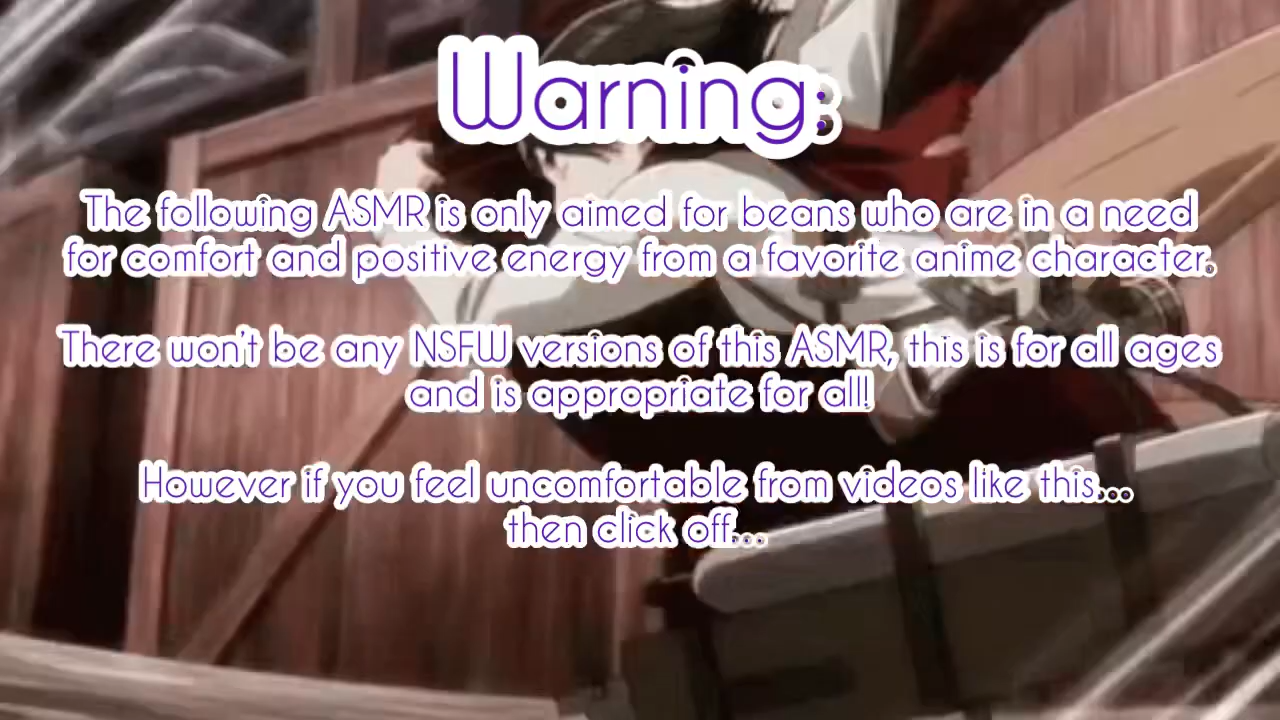 Warning:
The following ASMR is only aimed for beans who are in a need
for comfort and positive energy from a favorite anime character.
There won't be any NSFW versions of this ASMR, this is for all ages
and is appropriate for all!
However if you feel uncomfortable from videos like this...
then click off...